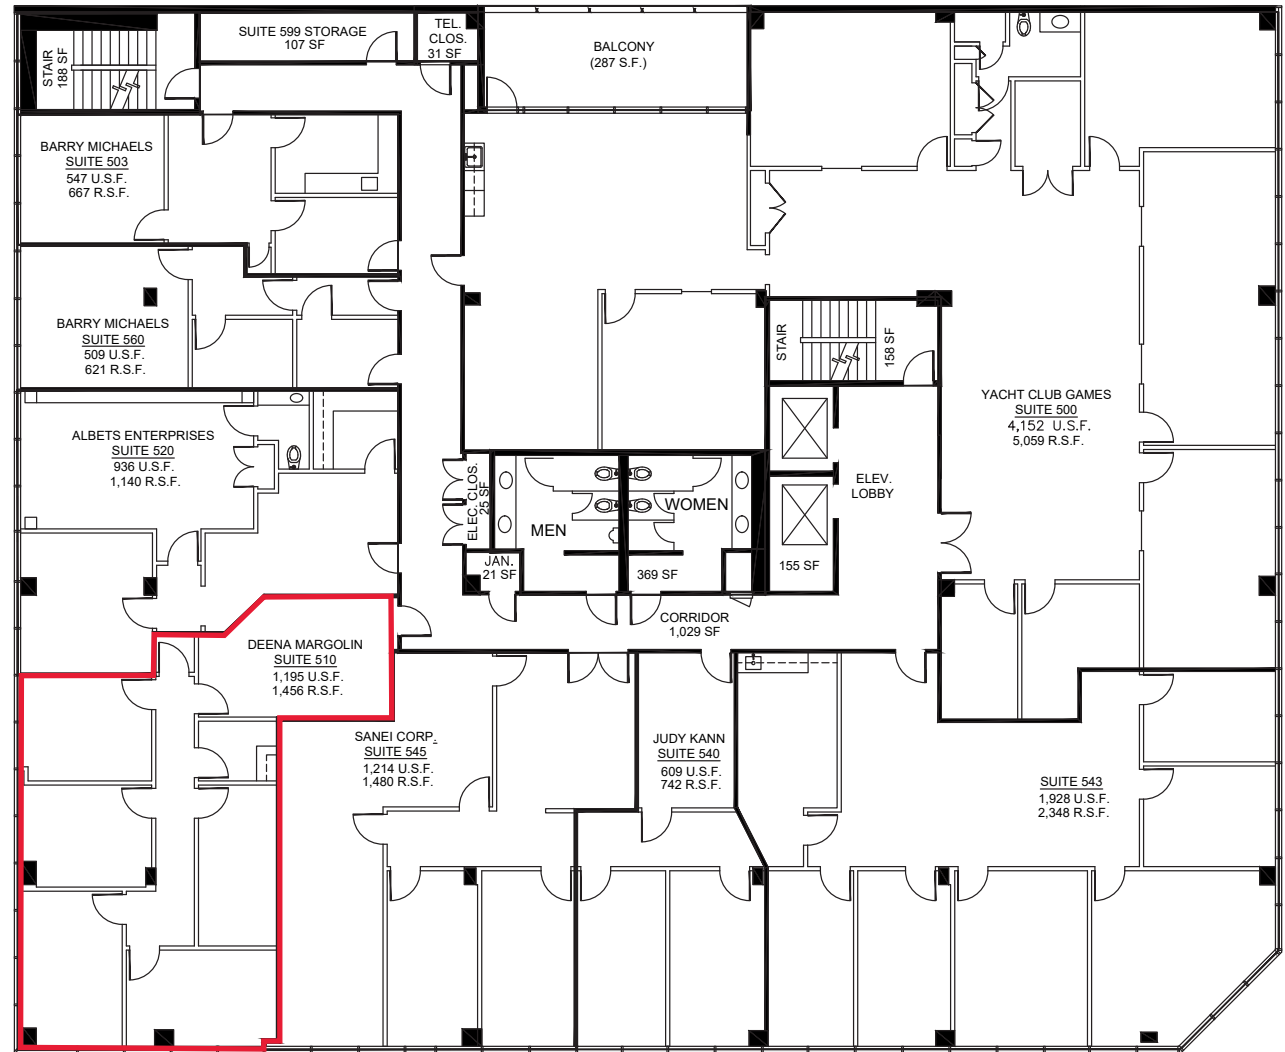 STAIR
188 SF
SUITE 599 STORAGE
107 SF
TEL.
CLOS.
31 SF
BALCONY
(287 S.F.)
BARRY MICHAELS
SUITE 503
547 U.S.F.
667 R.S.F.
BARRY MICHAELS
SUITE 560
509 U.S.F.
621 R.S.F.
STAIR
158 SF
YACHT CLUB GAMES
SUITE 500
4,152 U.S.F.
5,059 R.S.F.
ALBETS ENTERPRISES
SUITE 520
936 U.S.F.
1,140 R.S.F.
ELEC. CLOS.
25 SF
MEN
WOMEN
ELEV.
LOBBY
JAN.
21 SF
369 SF
155 SF
CORRIDOR
1,029 SF
DEENA MARGOLIN
SUITE 510
1,195 U.S.F.
1,456 R.S.F.
SANEI CORP.
SUITE 545
1,214 U.S.F.
1,480 R.S.F.
JUDY KANN
SUITE 540
609 U.S.F.
742 R.S.F.
SUITE 543
1,928 U.S.F.
2,348 R.S.F.